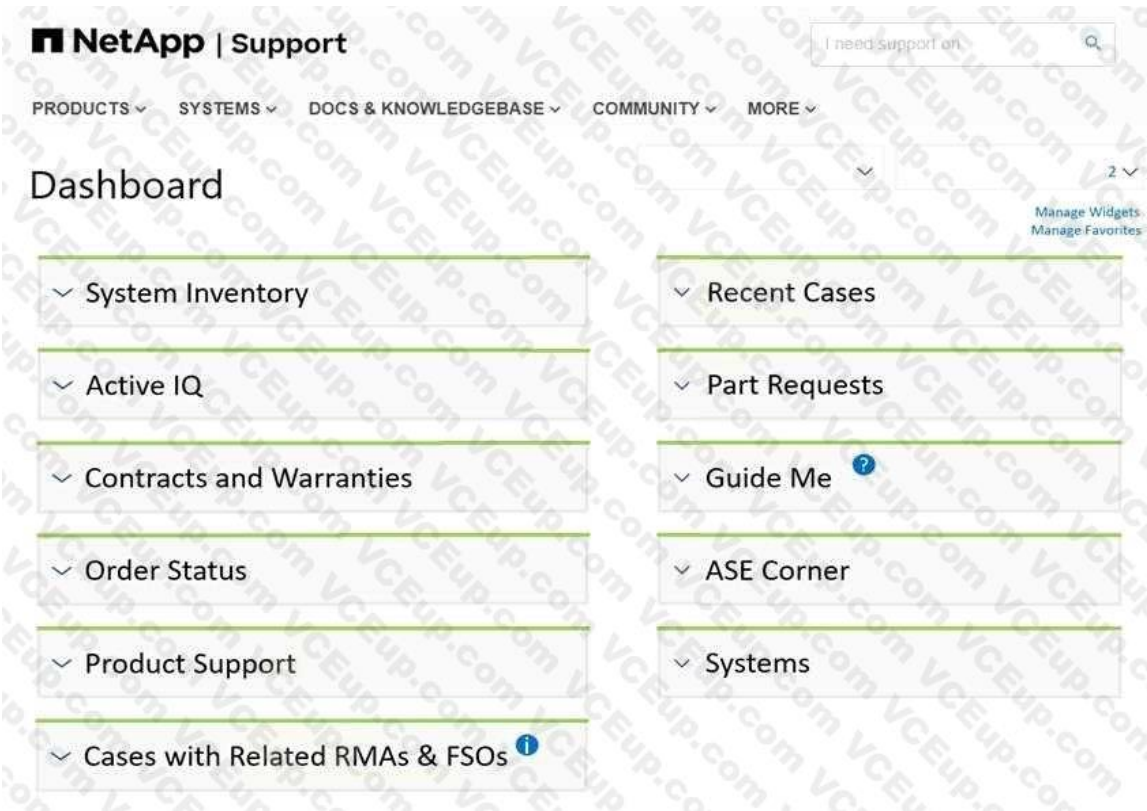 NetApp | Support
I need support on
PRODUCTS SYSTEMS DOCS & KNOWLEDGEBASE COMMUNITY MORE
Dashboard
2
Manage Widgets
Manage Favorites
System Inventory
Recent Cases
Active IQ
Part Requests
Contracts and Warranties
Guide Me ?
Order Status
ASE Corner
Product Support
Systems
Cases with Related RMAs & FSOs i
VCEup.com